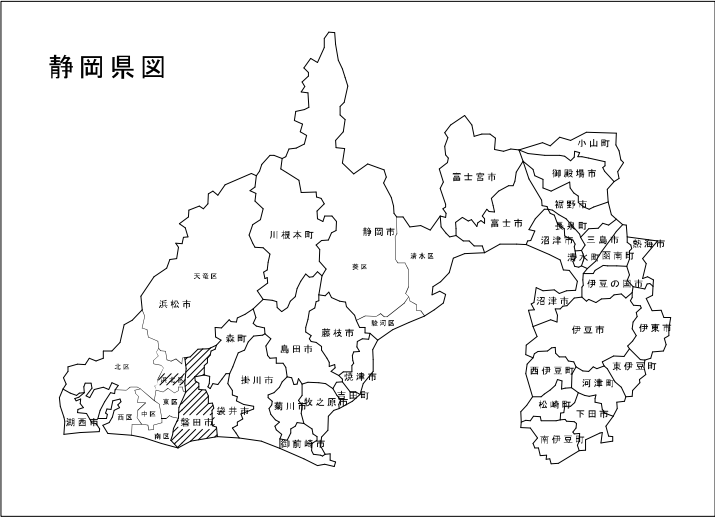 静岡県図
小山町
御殿場市
富士宮市
裾野市
富士市
長泉町
川根本町
静岡市
沼津市
三島市
熱海市
清水区
清水町
函南町
葵区
天竜区
伊豆の国市
浜松市
沼津市
駿河区
伊豆市
伊東市
藤枝市
森町
島田市
北区
西伊豆町
東伊豆町
掛川市
焼津市
浜北区
河津町
吉田町
東区
菊川市
牧之原市
松崎町
袋井市
中区
西区
下田市
湖西市
磐田市
南区
御前崎市
南伊豆町